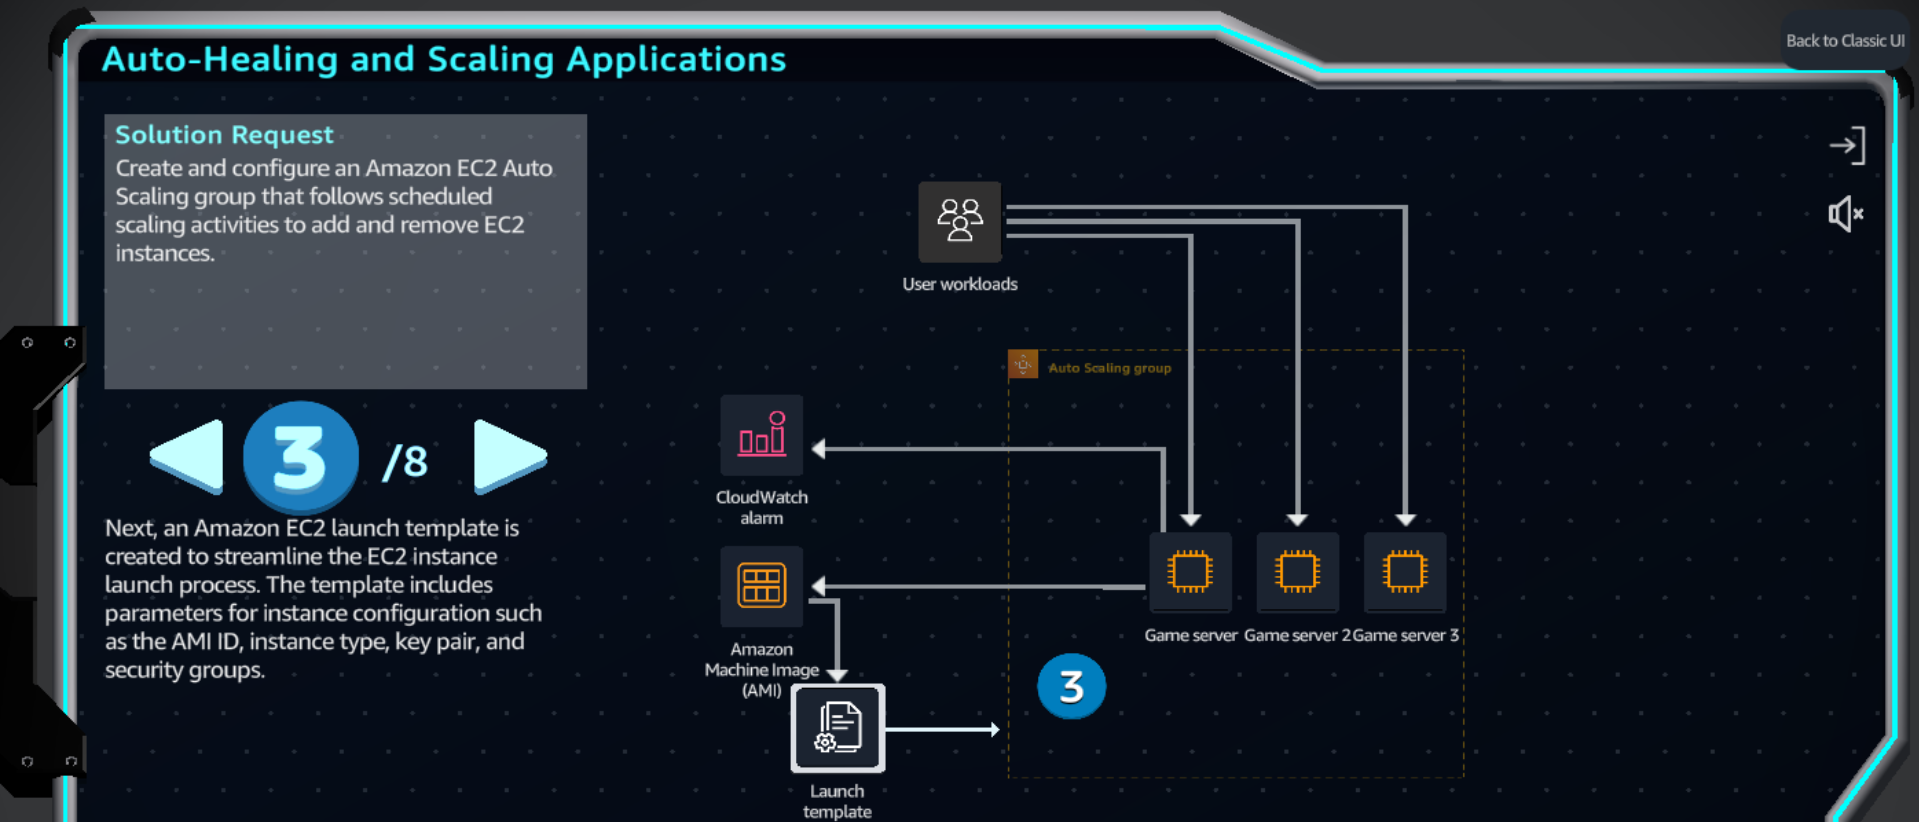 Back to Classic UI
Auto-Healing and Scaling Applications
Solution Request
Create and configure an Amazon EC2 Auto
Scaling group that follows scheduled
scaling activities to add and remove EC2
instances.
3
/8
Next, an Amazon EC2 launch template is
created to streamline the EC2 instance
launch process. The template includes
parameters for instance configuration such
as the AMI ID, instance type, key pair, and
security groups.
User workloads
Auto Scaling group
CloudWatch
alarm
Amazon
Machine Image
(AMI)
Game server
Game server 2
Game server 3
3
Launch
template